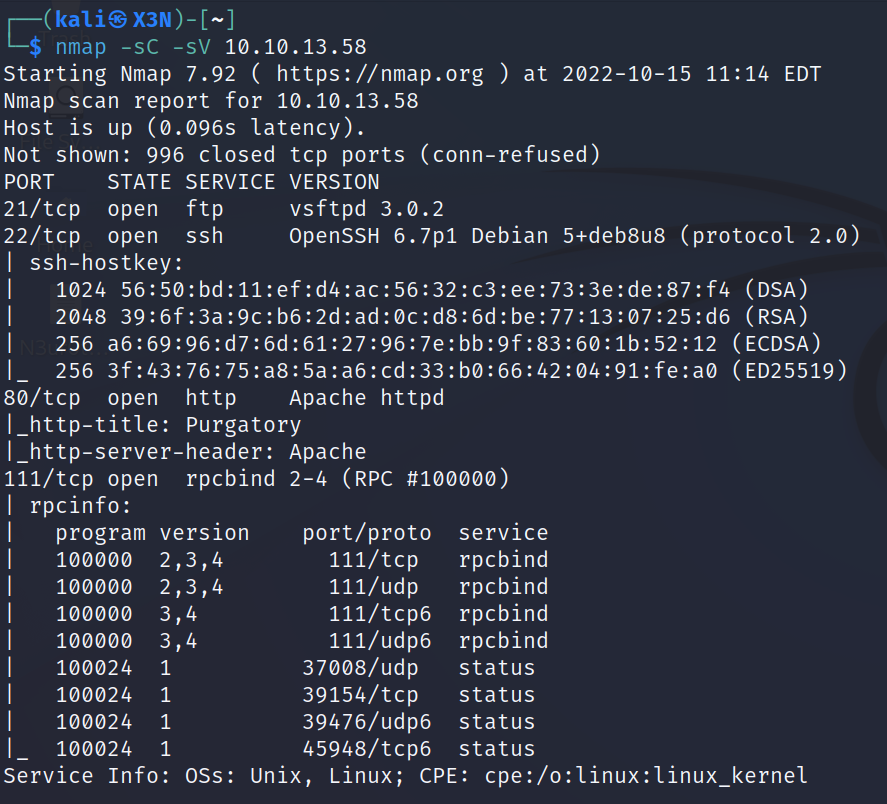 ┌──(kali㉿X3N)-[~]
└─$ nmap -sC -sV 10.10.13.58
Starting Nmap 7.92 ( https://nmap.org ) at 2022-10-15 11:14 EDT
Nmap scan report for 10.10.13.58
Host is up (0.096s latency).
Not shown: 996 closed tcp ports (conn-refused)
PORT    STATE SERVICE VERSION
21/tcp  open  ftp     vsftpd 3.0.2
22/tcp  open  ssh     OpenSSH 6.7p1 Debian 5+deb8u8 (protocol 2.0)
| ssh-hostkey:
|   1024 56:50:bd:11:ef:d4:ac:56:32:c3:ee:73:3e:de:87:f4 (DSA)
|   2048 39:6f:3a:9c:b6:2d:ad:0c:d8:6d:be:77:13:07:25:d6 (RSA)
|   256 a6:69:96:d7:6d:61:27:96:7e:bb:9f:83:60:1b:52:12 (ECDSA)
|_  256 3f:43:76:75:a8:5a:a6:cd:33:b0:66:42:04:91:fe:a0 (ED25519)
80/tcp  open  http    Apache httpd
|_http-title: Purgatory
|_http-server-header: Apache
111/tcp open  rpcbind 2-4 (RPC #100000)
| rpcinfo:
|   program version    port/proto  service
|   100000  2,3,4        111/tcp   rpcbind
|   100000  2,3,4        111/udp   rpcbind
|   100000  3,4          111/tcp6  rpcbind
|   100000  3,4          111/udp6  rpcbind
|   100024  1          37008/udp   status
|   100024  1          39154/tcp   status
|   100024  1          39476/udp6  status
|_  100024  1          45948/tcp6  status
Service Info: OSs: Unix, Linux; CPE: cpe:/o:linux:linux_kernel